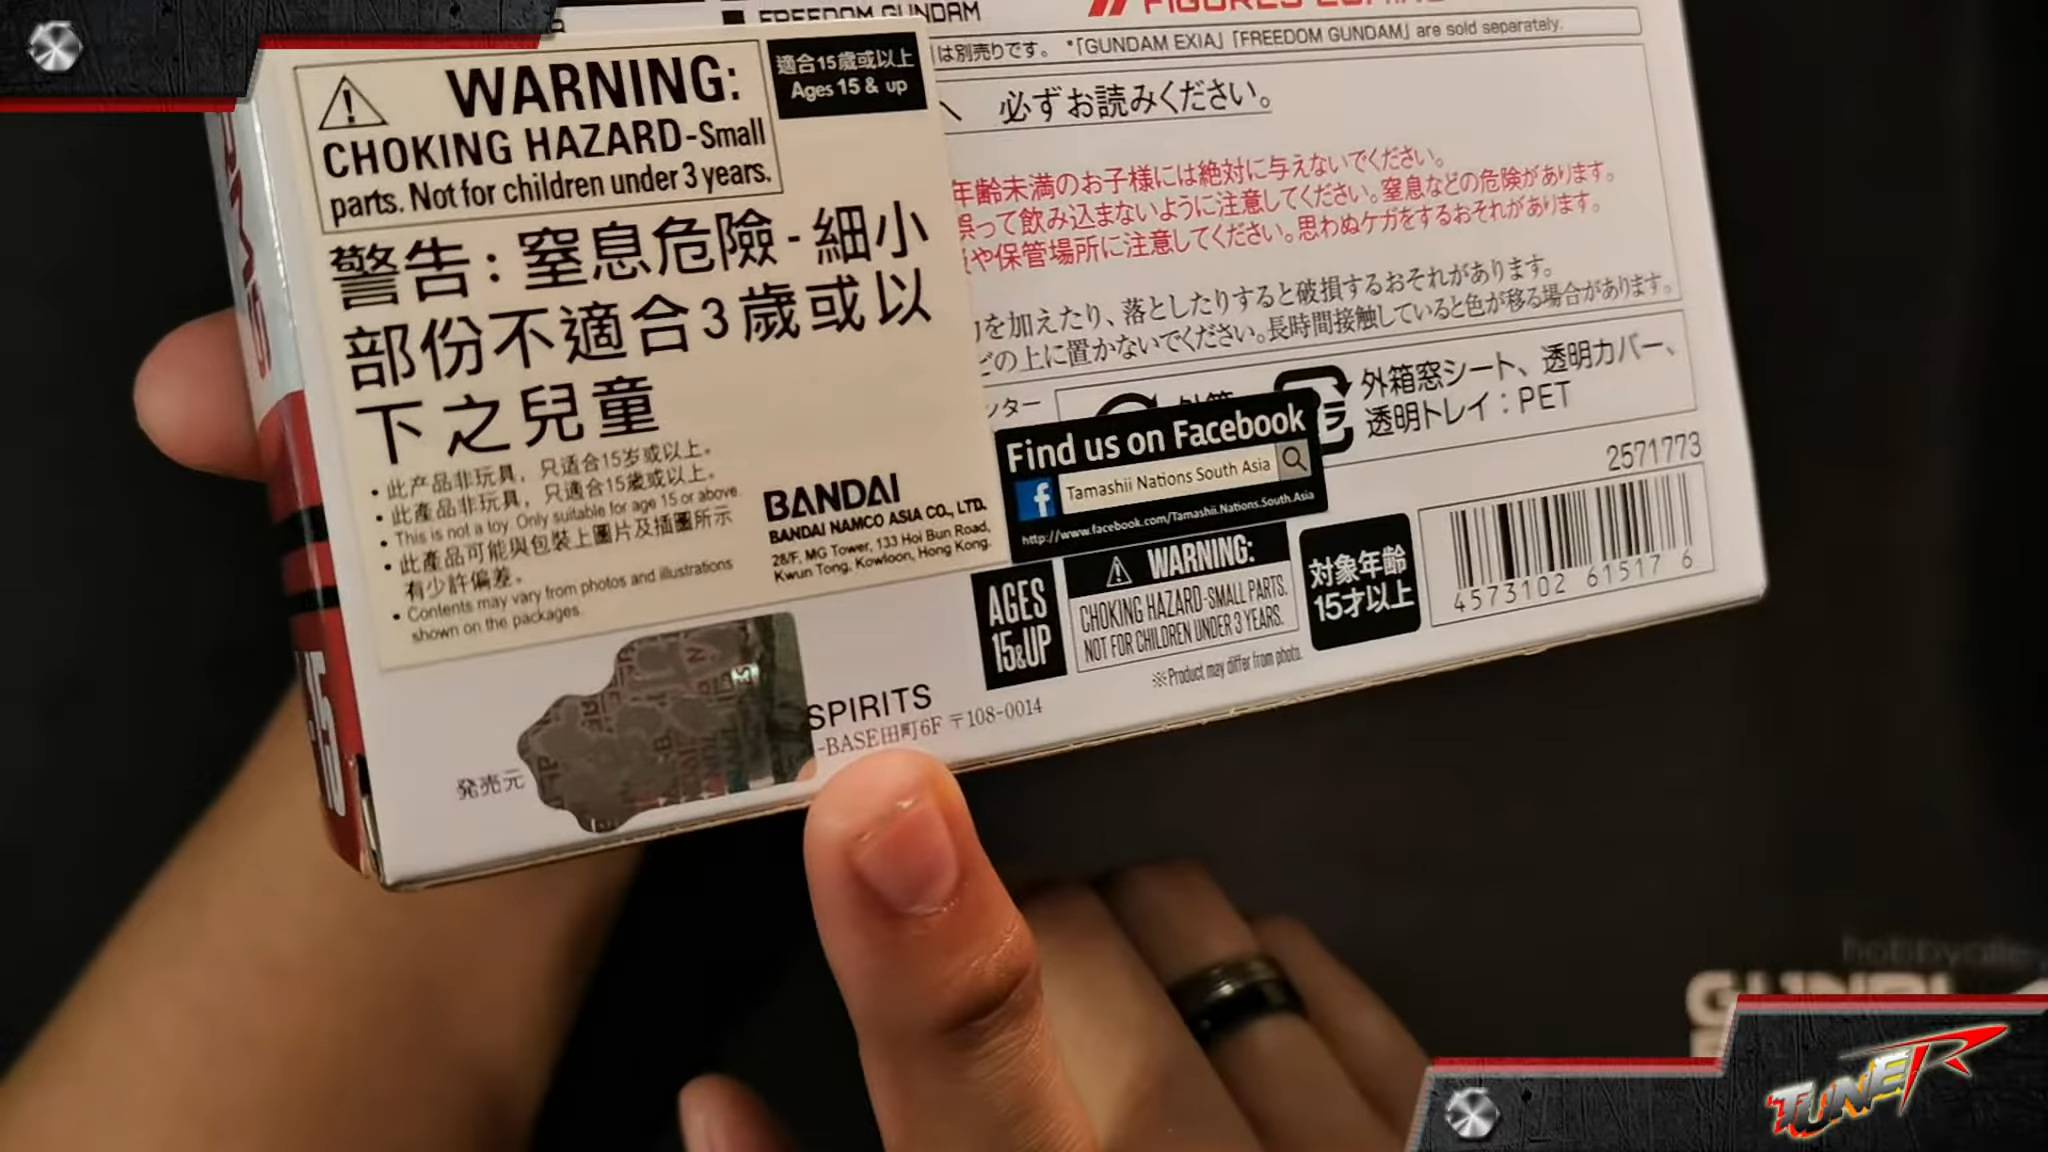 FREEDOM GUNDAM
は別売りです。 *「GUNDAM EXIA」「FREEDOM GUNDAM」 are sold separately.
必ずお読みください。
年齢未満のお子様には絶対に与えないでください。
誤って飲み込まないように注意してください。窒息などの危険があります。
や保管場所に注意してください。思わぬケガをするおそれがあります。
を加えたり、落としたりすると破損するおそれがあります。
どの上に置かないでください。長時間接触していると色が移る場合があります。
WARNING:
CHOKING HAZARD-Small
parts. Not for children under 3 years.
適合15歲或以上
Ages 15 & up
警告:窒息危險-細小
部份不適合3歲或以
下之兒童
• 此产品非玩具，只适合15岁或以上。
• 此產品非玩具，只適合15歲或以上。
• This is not a toy. Only suitable for age 15 or above.
• 此產品可能與包裝上圖片及插圖所示
有少許偏差。
• Contents may vary from photos and illustrations
shown on the packages.
BANDAI
BANDAI NAMCO ASIA CO., LTD.
28/F, MG Tower, 133 Hoi Bun Road,
Kwun Tong, Kowloon, Hong Kong.
外箱窓シート、透明カバー、
透明トレイ：PET
Find us on Facebook
f Tamashii Nations South Asia
http://www.facebook.com/Tamashii.Nations.South.Asia
2571773
4573102 61517 6
AGES
15&UP
WARNING:
CHOKING HAZARD-SMALL PARTS.
NOT FOR CHILDREN UNDER 3 YEARS.
対象年齢
15才以上
※Product may differ from photo.
SPIRITS
-BASE田町6F 〒108-0014
発売元
TUNER